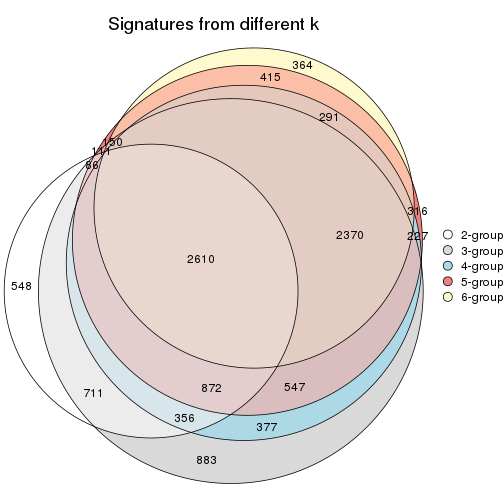 Signatures from different k
364
415
291
150
111
86
316
227
2370
2610
548
872
547
711
356
377
883
2-group
3-group
4-group
5-group
6-group